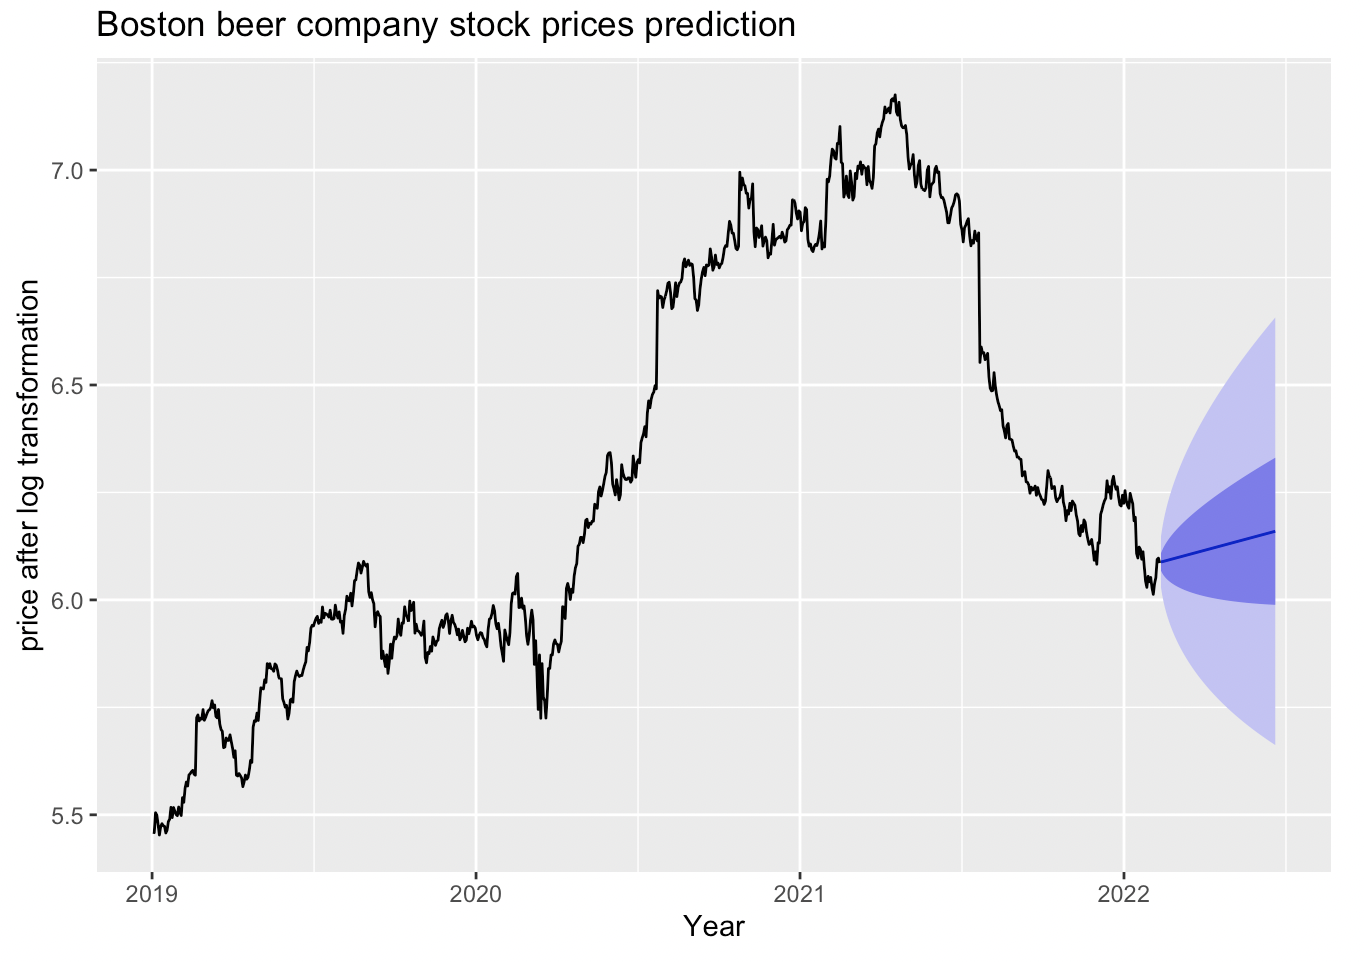 Boston beer company stock prices prediction
price after log transformation
7.0
6.5
6.0
5.5
2019 2020 2021 2022
Year